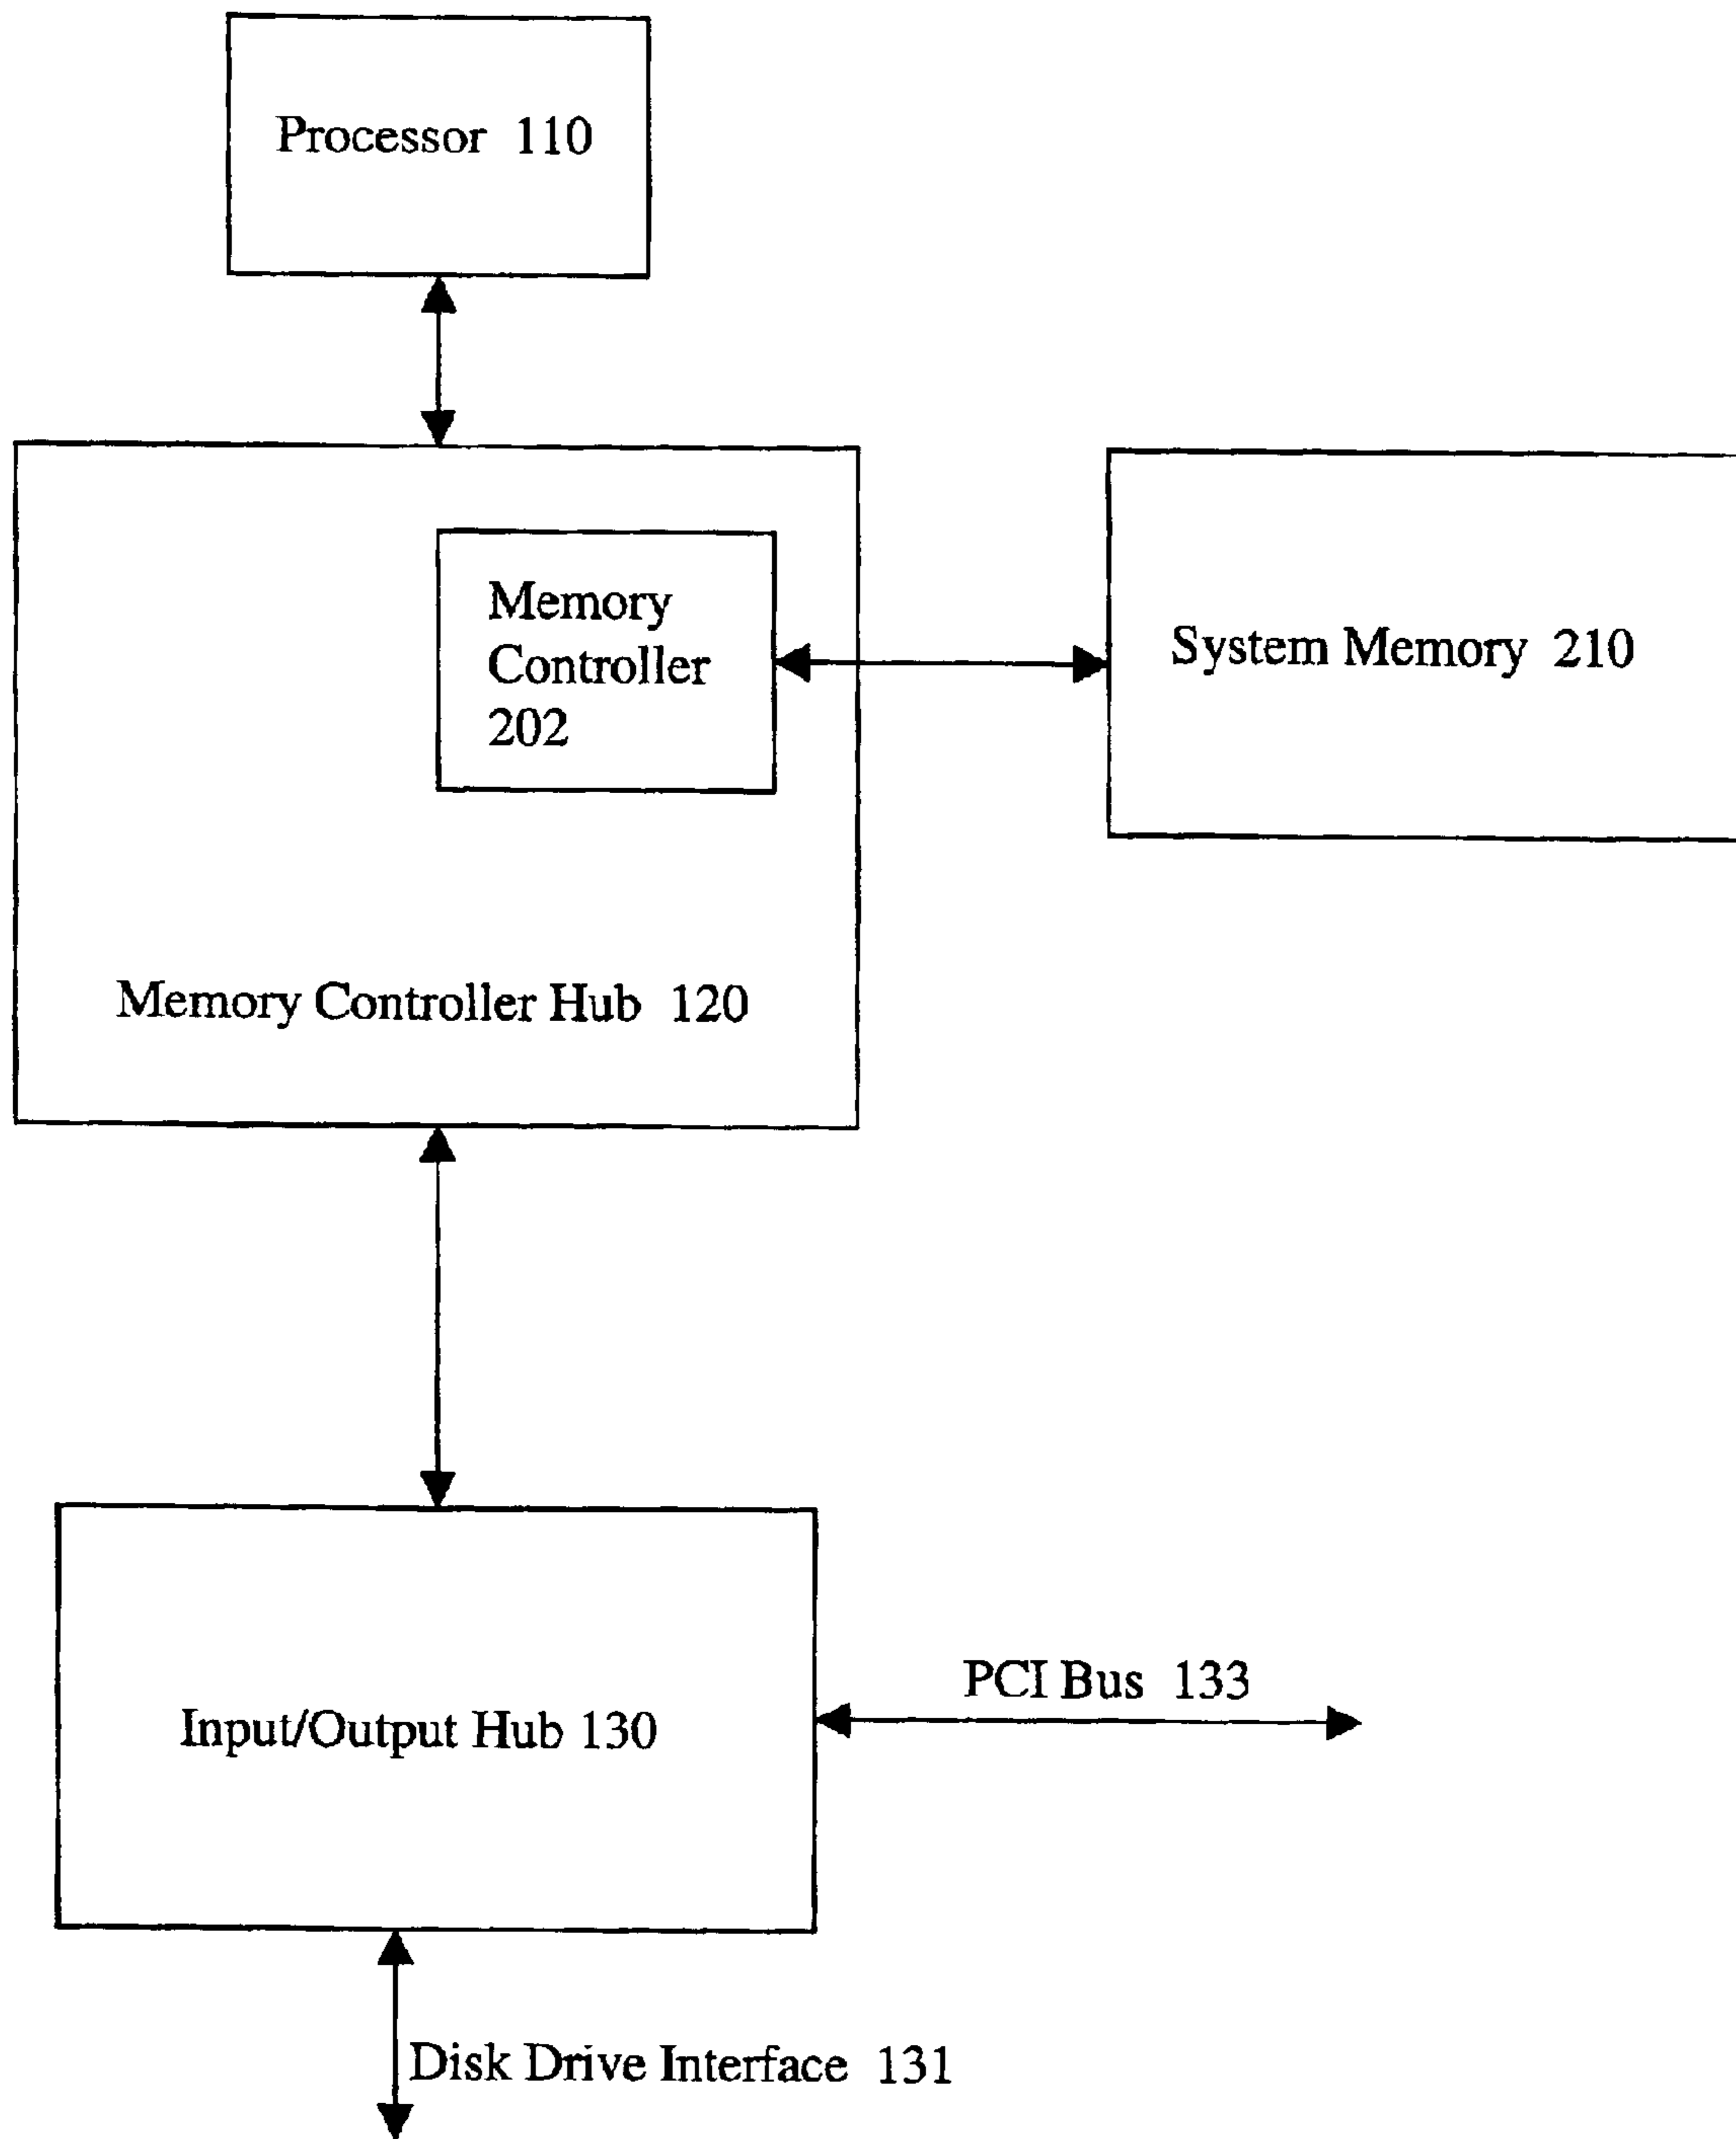 Processor 110
Memory
Controller
202
System Memory 210
Memory Controller Hub 120
PCI Bus 133
Input/Output Hub 130
Disk Drive Interface 131